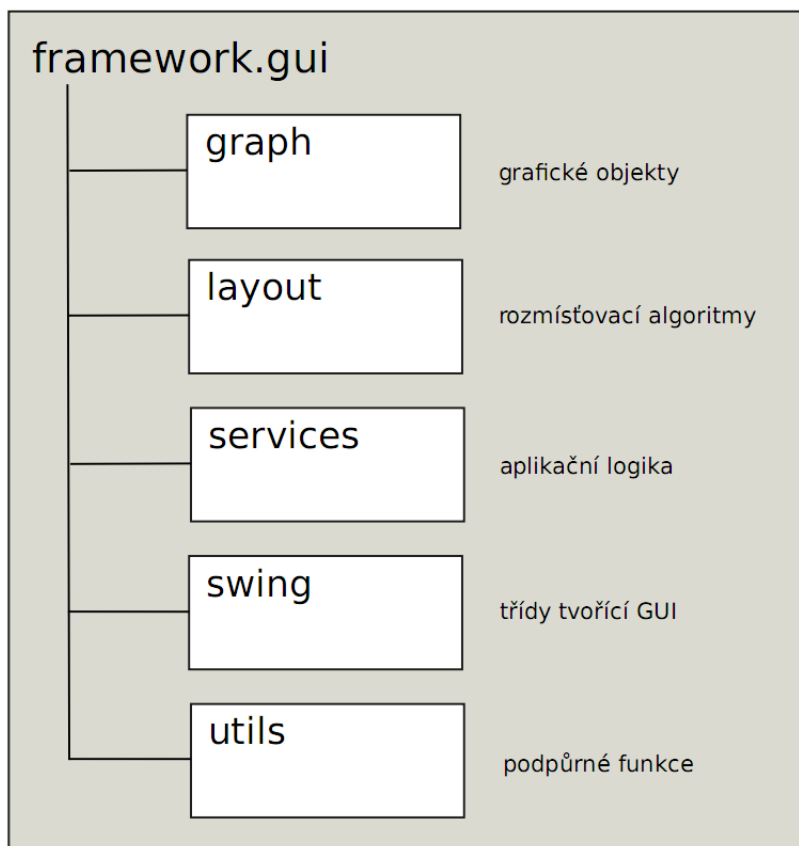 framework.gui
graph
grafické objekty
layout
rozmísťovací algoritmy
services
aplikační logika
swing
třídy tvořící GUI
utils
podpůrné funkce